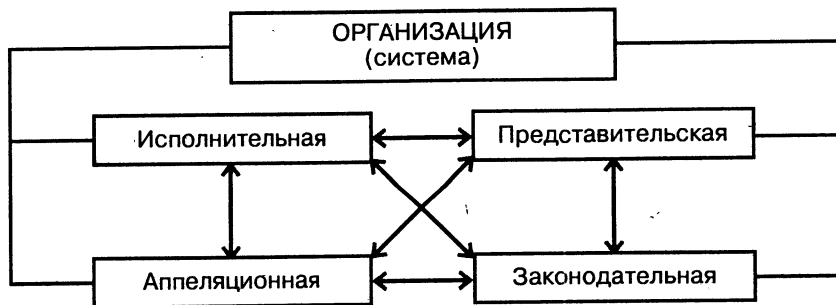 ОРГАНИЗАЦИЯ
(система)
Исполнительная
Представительская
Аппеляционная
Законодательная